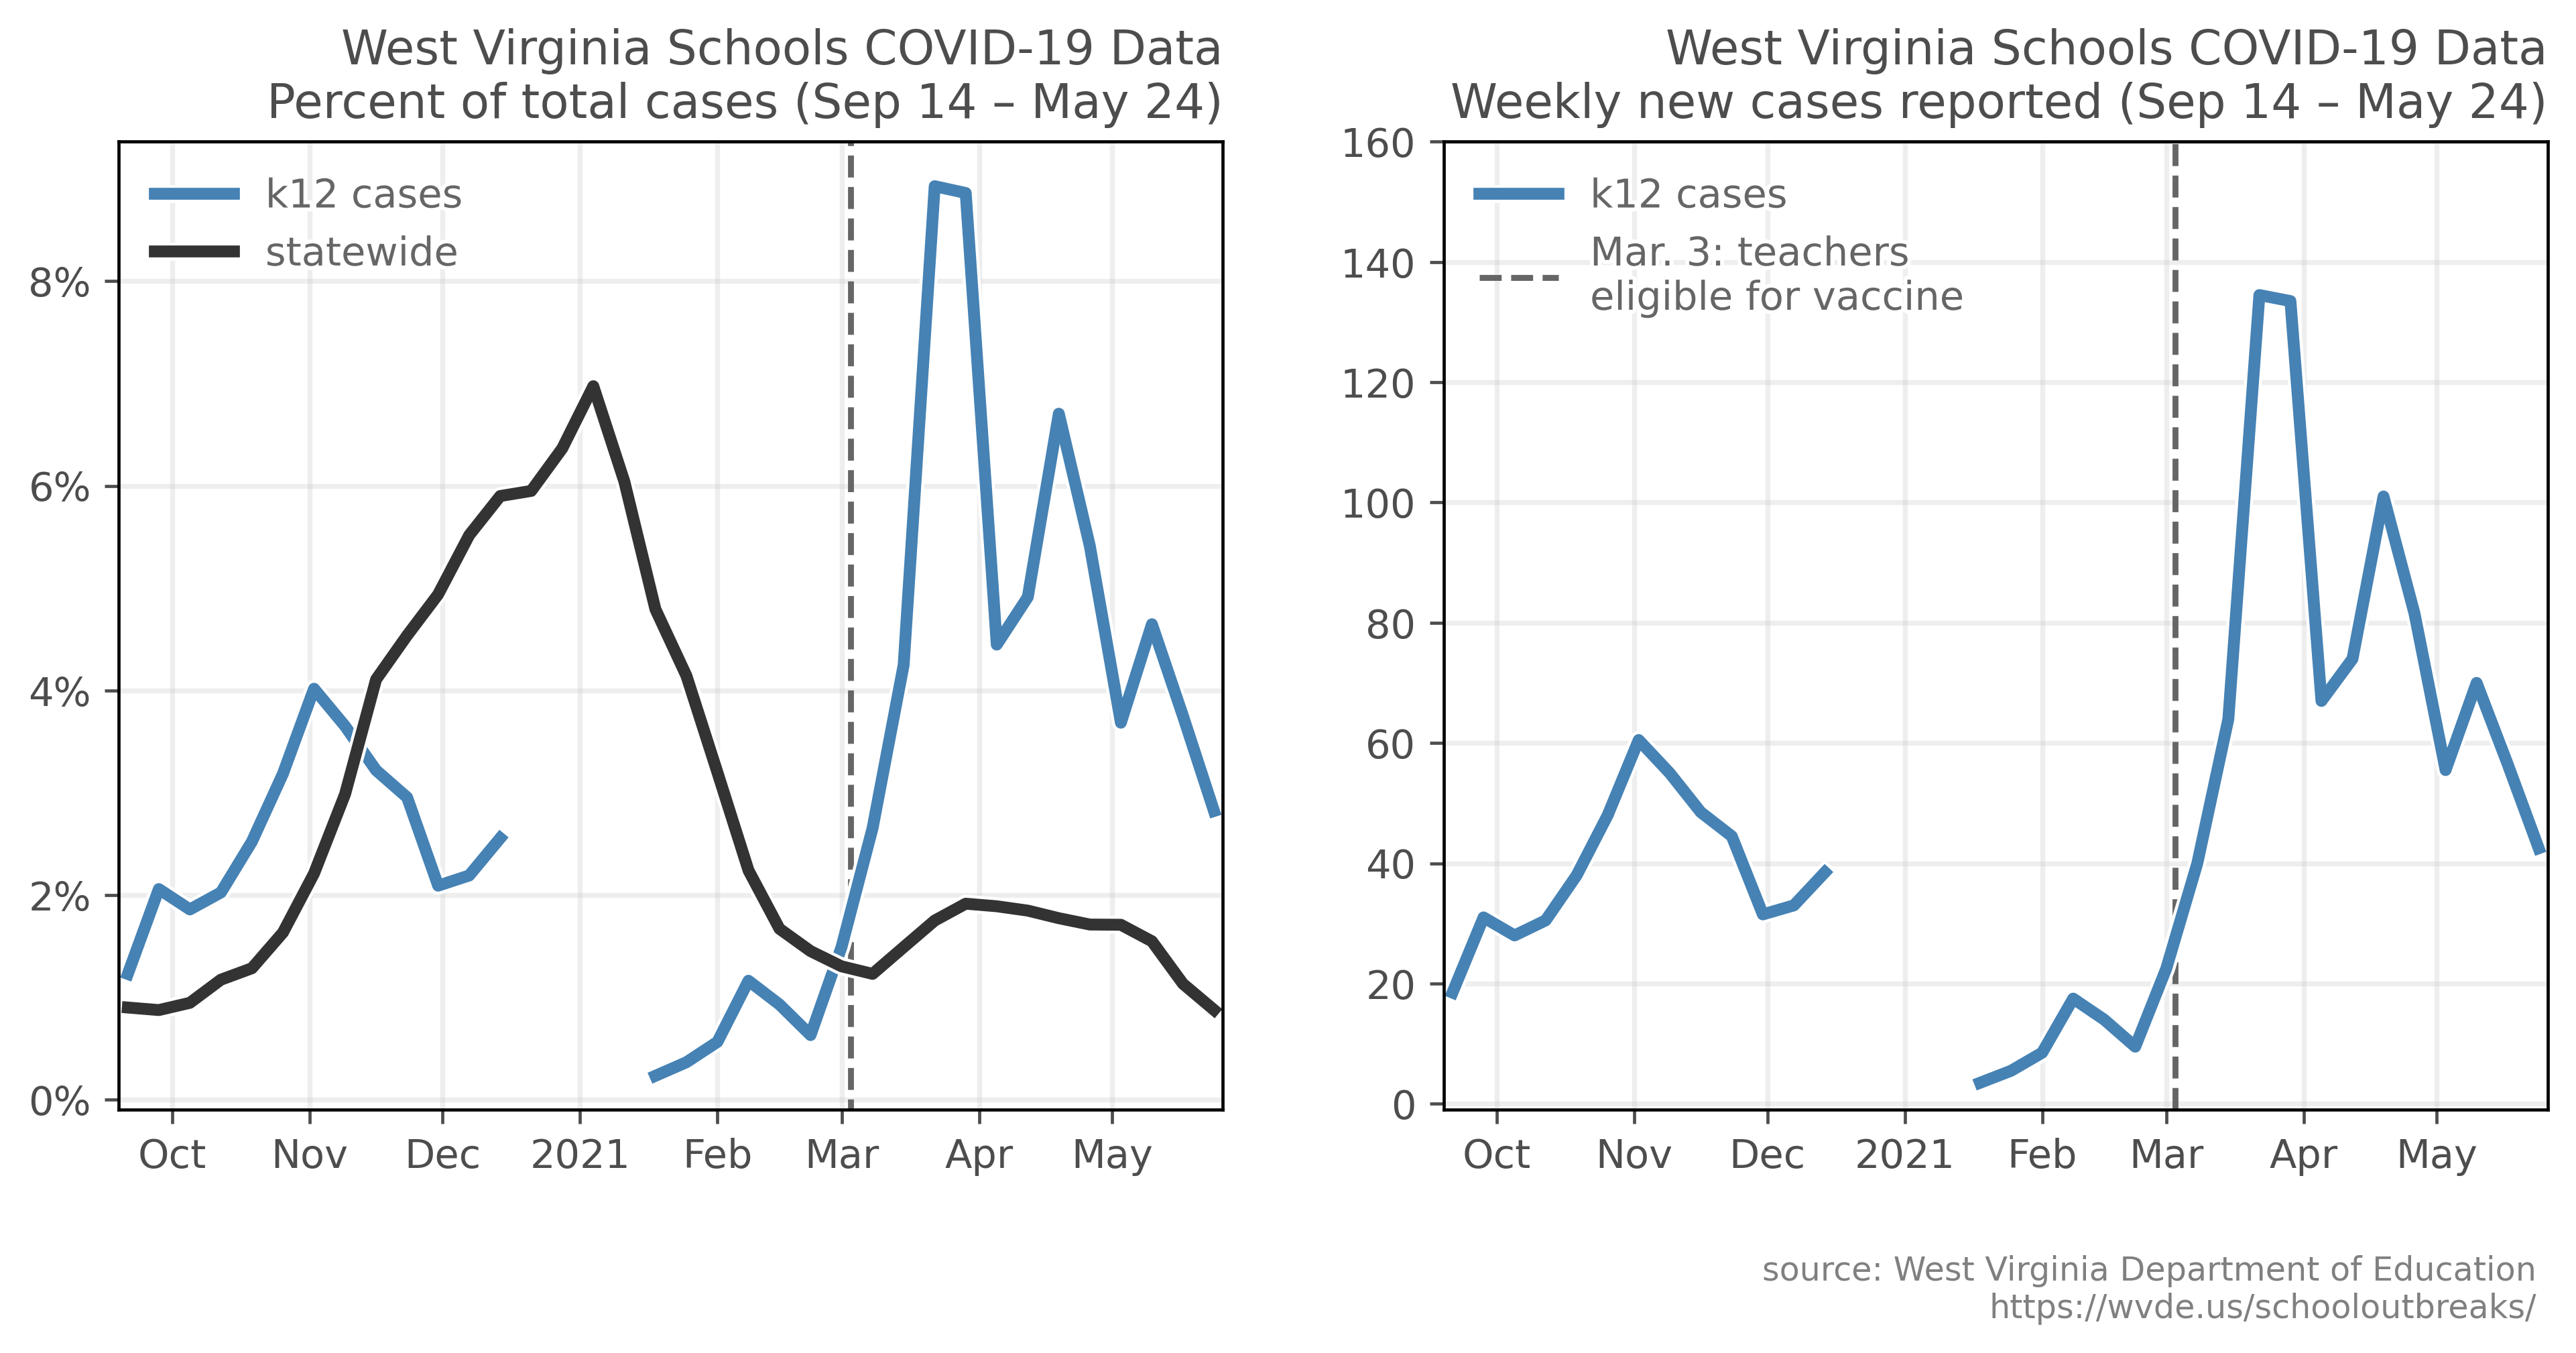 West Virginia Schools COVID-19 Data
Percent of total cases (Sep 14 – May 24)
k12 cases
statewide
8%
6%
4%
2%
0%
Oct Nov Dec 2021 Feb Mar Apr May
West Virginia Schools COVID-19 Data
Weekly new cases reported (Sep 14 – May 24)
k12 cases
Mar. 3: teachers
eligible for vaccine
160
140
120
100
80
60
40
20
0
Oct Nov Dec 2021 Feb Mar Apr May
source: West Virginia Department of Education
https://wvde.us/schooloutbreaks/